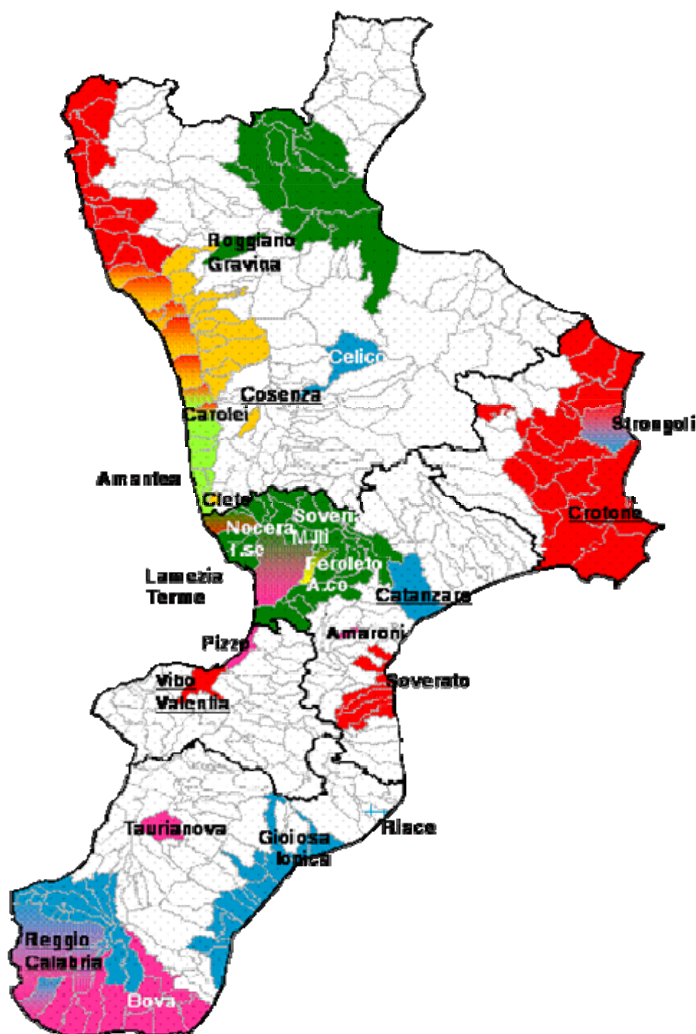 Roggiano
Gravina
Celico
Cosenza
Carolei
Strongoli
Amantea
Cleto
Nocera
T.se
Soveri
M.lli
Crotone
Feroleto
A.co
Lamezia
Terme
Catanzaro
Amaroni
Pizzo
Soverato
Vibo
Valentia
Taurianova
Gioiosa
Ionica
Riace
Reggio
Calabria
Bova